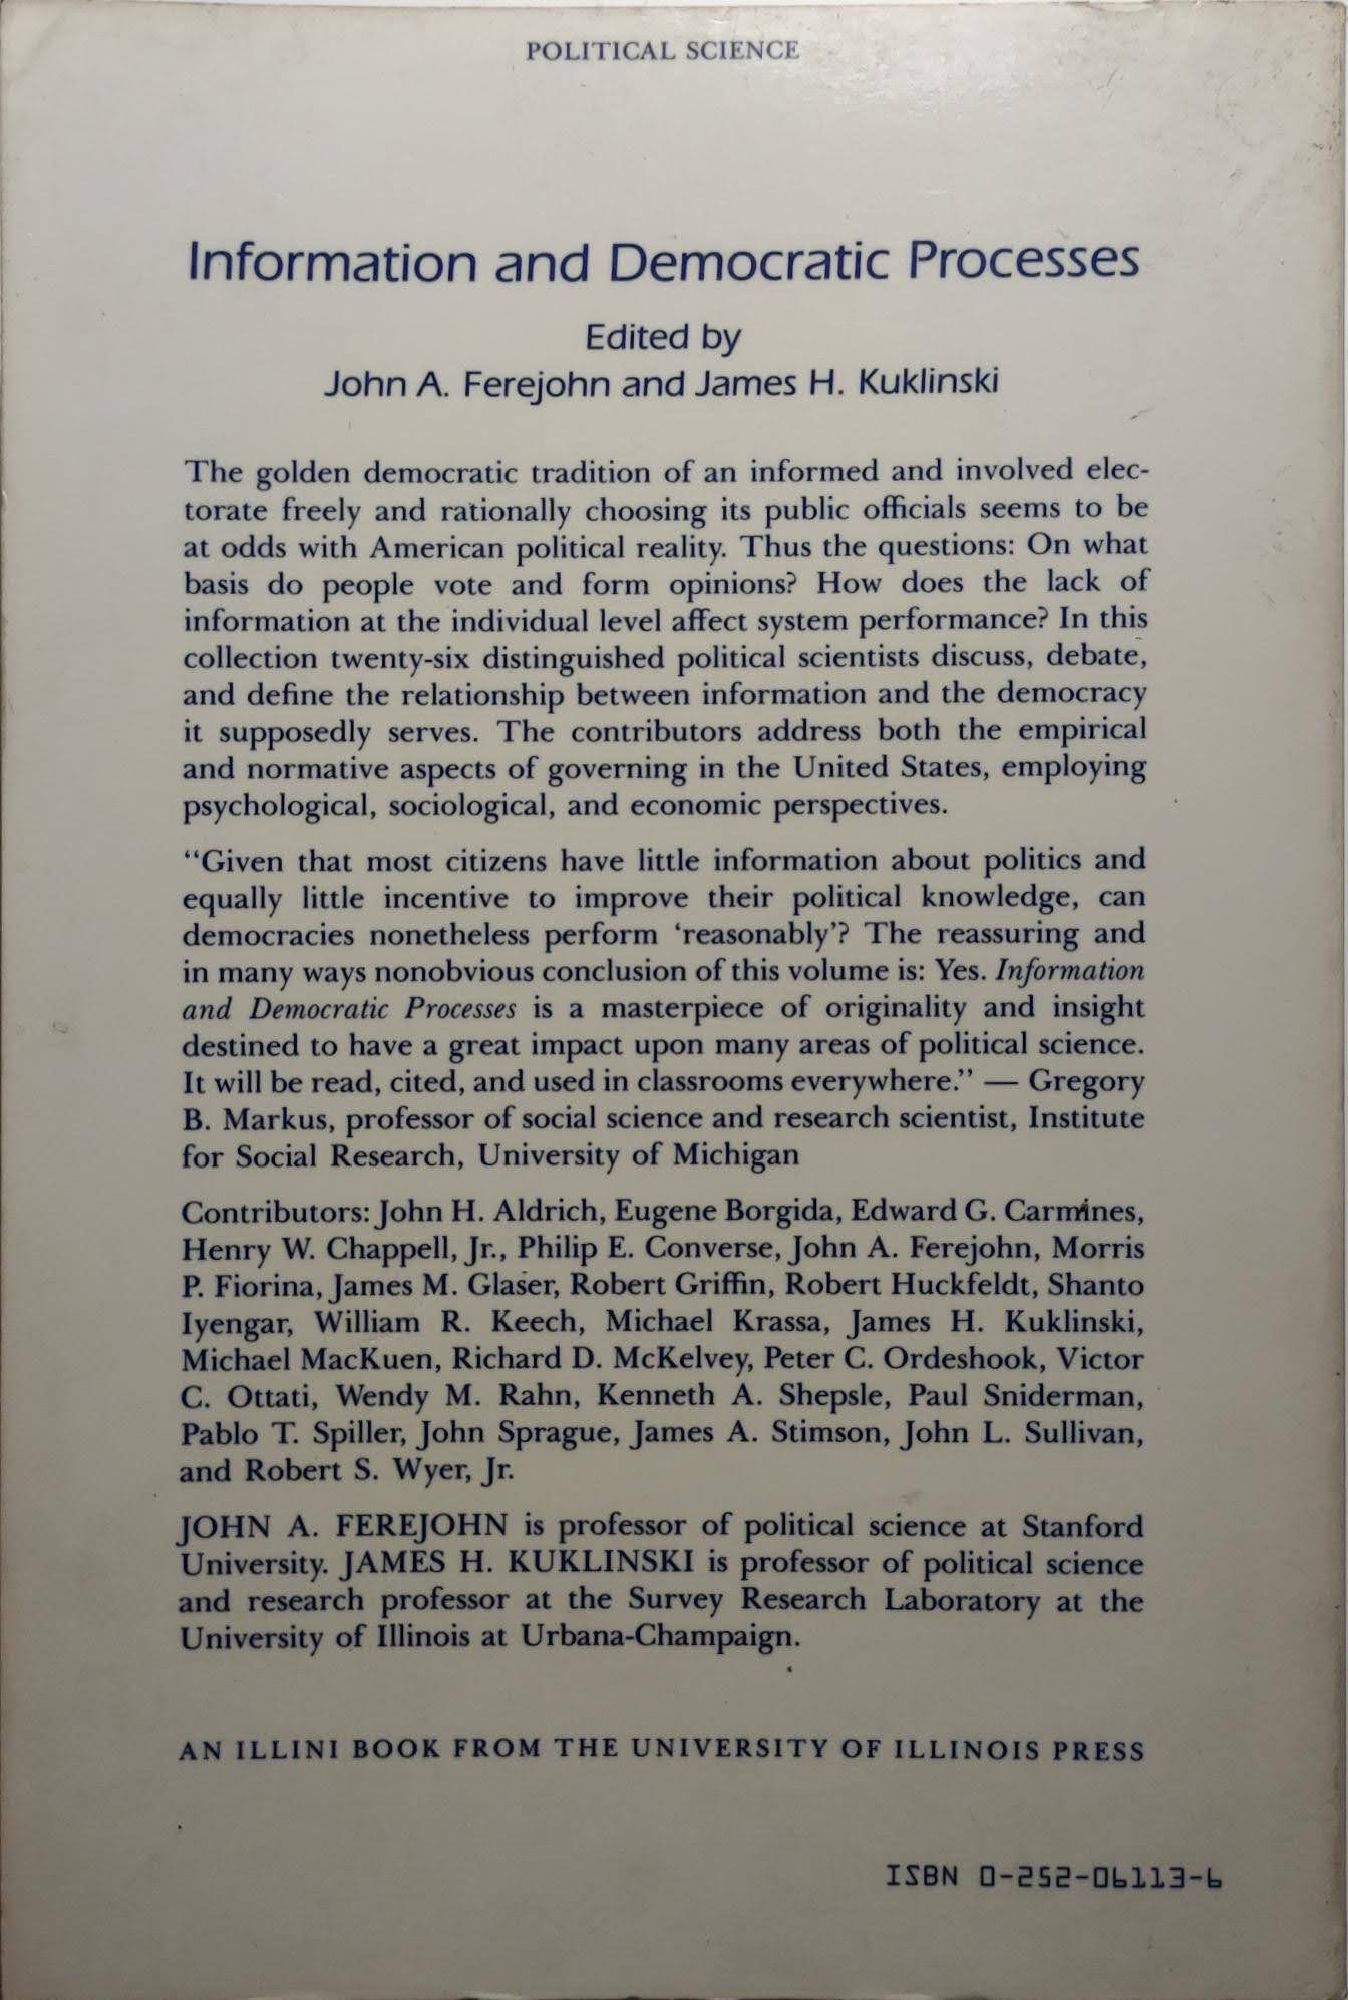 POLITICAL SCIENCE
Information and Democratic Processes
Edited by
John A. Ferejohn and James H. Kuklinski
The golden democratic tradition of an informed and involved elec-
torate freely and rationally choosing its public officials seems to be
at odds with American political reality. Thus the questions: On what
basis do people vote and form opinions? How does the lack of
information at the individual level affect system performance? In this
collection twenty-six distinguished political scientists discuss, debate,
and define the relationship between information and the democracy
it supposedly serves. The contributors address both the empirical
and normative aspects of governing in the United States, employing
psychological, sociological, and economic perspectives.
“Given that most citizens have little information about politics and
equally little incentive to improve their political knowledge, can
democracies nonetheless perform ‘reasonably’? The reassuring and
in many ways nonobvious conclusion of this volume is: Yes. Information
and Democratic Processes is a masterpiece of originality and insight
destined to have a great impact upon many areas of political science.
It will be read, cited, and used in classrooms everywhere.” — Gregory
B. Markus, professor of social science and research scientist, Institute
for Social Research, University of Michigan
Contributors: John H. Aldrich, Eugene Borgida, Edward G. Carmines,
Henry W. Chappell, Jr., Philip E. Converse, John A. Ferejohn, Morris
P. Fiorina, James M. Glaser, Robert Griffin, Robert Huckfeldt, Shanto
Iyengar, William R. Keech, Michael Krassa, James H. Kuklinski,
Michael MacKuen, Richard D. McKelvey, Peter C. Ordeshook, Victor
C. Ottati, Wendy M. Rahn, Kenneth A. Shepsle, Paul Sniderman,
Pablo T. Spiller, John Sprague, James A. Stimson, John L. Sullivan,
and Robert S. Wyer, Jr.
JOHN A. FEREJOHN is professor of political science at Stanford
University. JAMES H. KUKLINSKI is professor of political science
and research professor at the Survey Research Laboratory at the
University of Illinois at Urbana-Champaign.
AN ILLINI BOOK FROM THE UNIVERSITY OF ILLINOIS PRESS
ISBN 0-252-06113-6